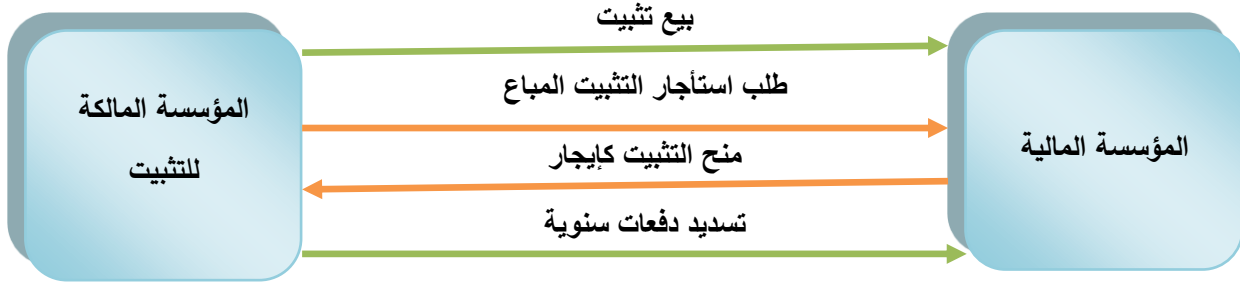 بيع تثبيت
طلب استأجار التثبيت المباع
منح التثبيت كإيجار
تسديد دفعات سنوية
المؤسسة المالكة
للتثبيت
المؤسسة المالية